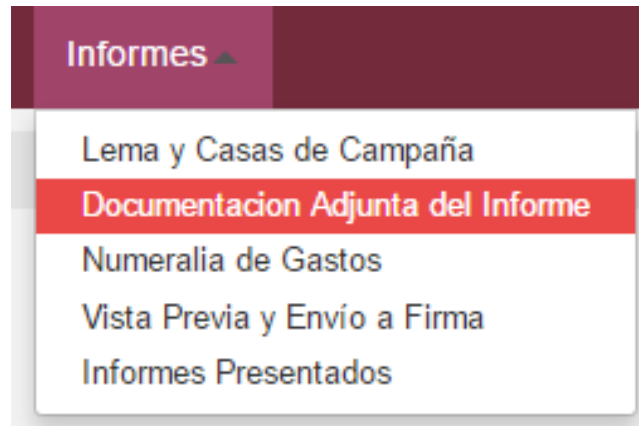 Informes
Lema y Casas de Campaña
Documentacion Adjunta del Informe
Numeralia de Gastos
Vista Previa y Envío a Firma
Informes Presentados